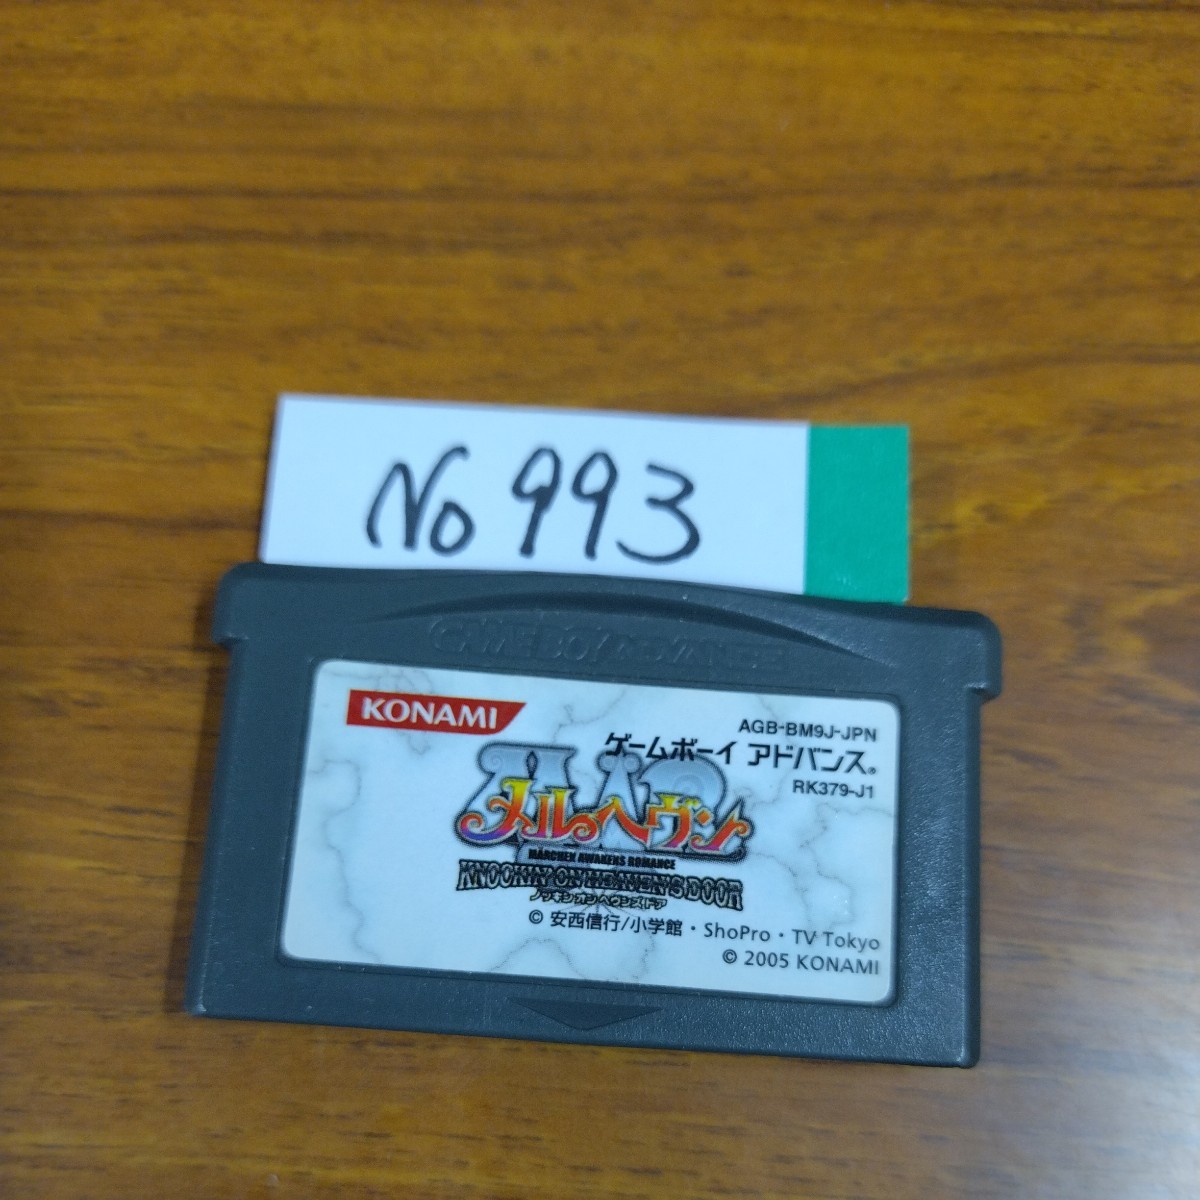 No 993
GAME BOY ADVANCE
KONAMI
AGB-BM9J-JPN
ゲームボーイ アドバンス®
RK379-J1
メルヘヴン
MÄRCHEN AWAKENS ROMANCE
KNOCKIN' ON HEAVEN'S DOOR
ノッキン オン ヘヴンズ ドア
© 安西信行/小学館・ShoPro・TV Tokyo
© 2005 KONAMI